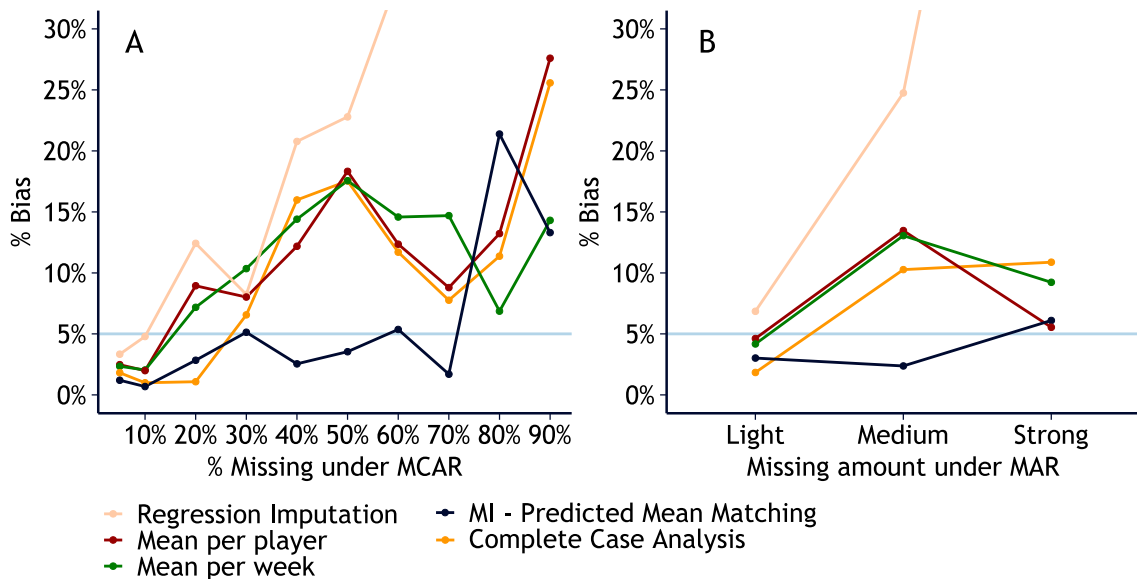 A
% Bias
30%
25%
20%
15%
10%
5%
0%
10% 20% 30% 40% 50% 60% 70% 80% 90%
% Missing under MCAR
B
% Bias
30%
25%
20%
15%
10%
5%
0%
Light Medium Strong
Missing amount under MAR
Regression Imputation
Mean per player
Mean per week
MI - Predicted Mean Matching
Complete Case Analysis